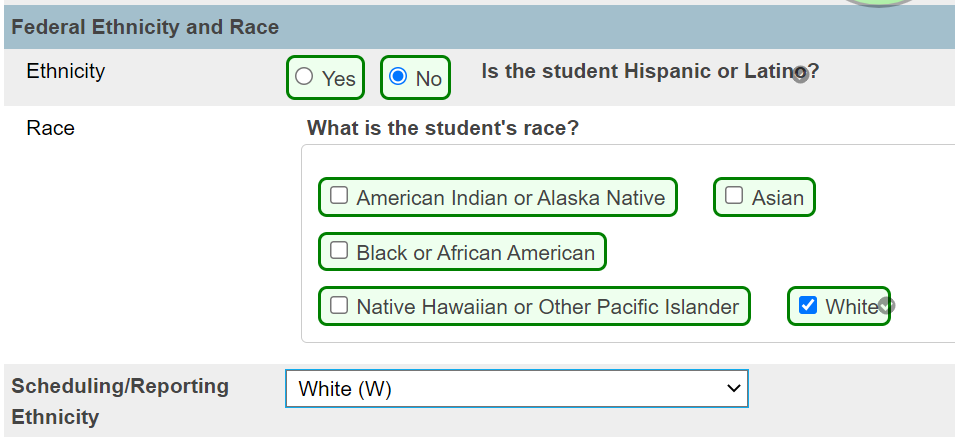 Federal Ethnicity and Race
Ethnicity Yes No Is the student Hispanic or Latino?
Race What is the student's race?
American Indian or Alaska Native Asian
Black or African American
Native Hawaiian or Other Pacific Islander White
Scheduling/Reporting White (W)
Ethnicity